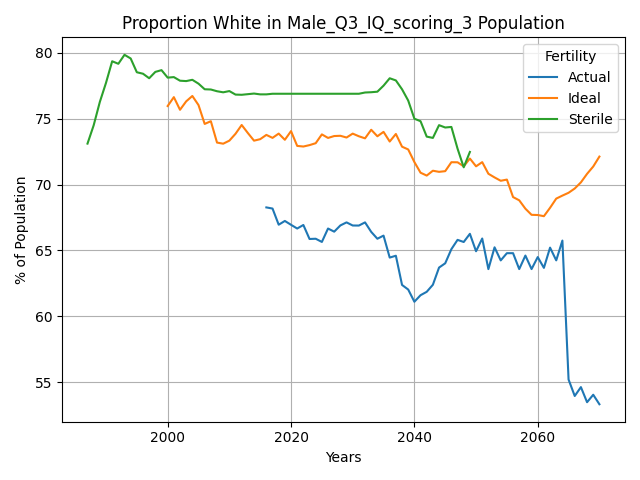 Proportion White in Male_Q3_IQ_scoring_3 Population
% of Population
80
75
70
65
60
55
2000
2020
2040
2060
Years
Fertility
Actual
Ideal
Sterile